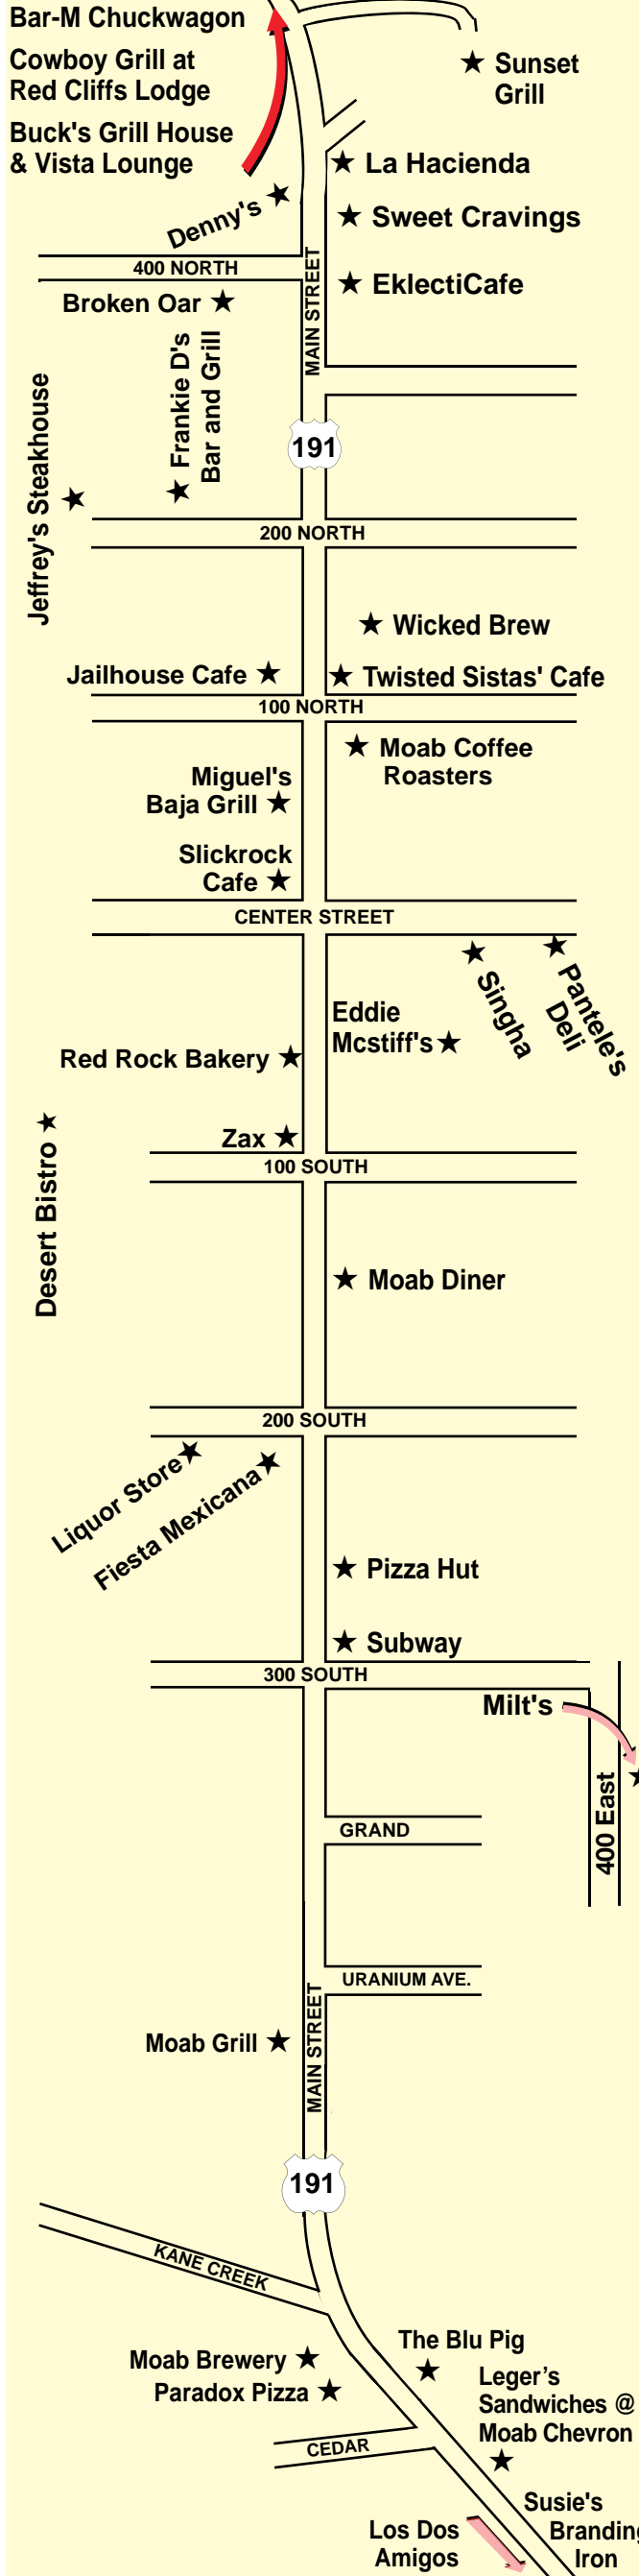 Bar-M Chuckwagon
Cowboy Grill at
Red Cliffs Lodge
Buck's Grill House
& Vista Lounge
Sunset
Grill
La Hacienda
Denny's
Sweet Cravings
400 NORTH
MAIN STREET
EklectiCafe
Broken Oar
Frankie D's
Bar and Grill
Jeffrey's Steakhouse
191
200 NORTH
Wicked Brew
Jailhouse Cafe
Twisted Sistas' Cafe
100 NORTH
Moab Coffee
Roasters
Miguel's
Baja Grill
Slickrock
Cafe
CENTER STREET
Singha
Pantele's
Deli
Eddie
Mcstiff's
Red Rock Bakery
Zax
Desert Bistro
100 SOUTH
Moab Diner
200 SOUTH
Liquor Store
Fiesta Mexicana
Pizza Hut
Subway
300 SOUTH
Milt's
400 East
GRAND
URANIUM AVE.
MAIN STREET
Moab Grill
191
KANE CREEK
The Blu Pig
Moab Brewery
Paradox Pizza
Leger’s
Sandwiches @
Moab Chevron
CEDAR
Susie's
Branding
Iron
Los Dos
Amigos